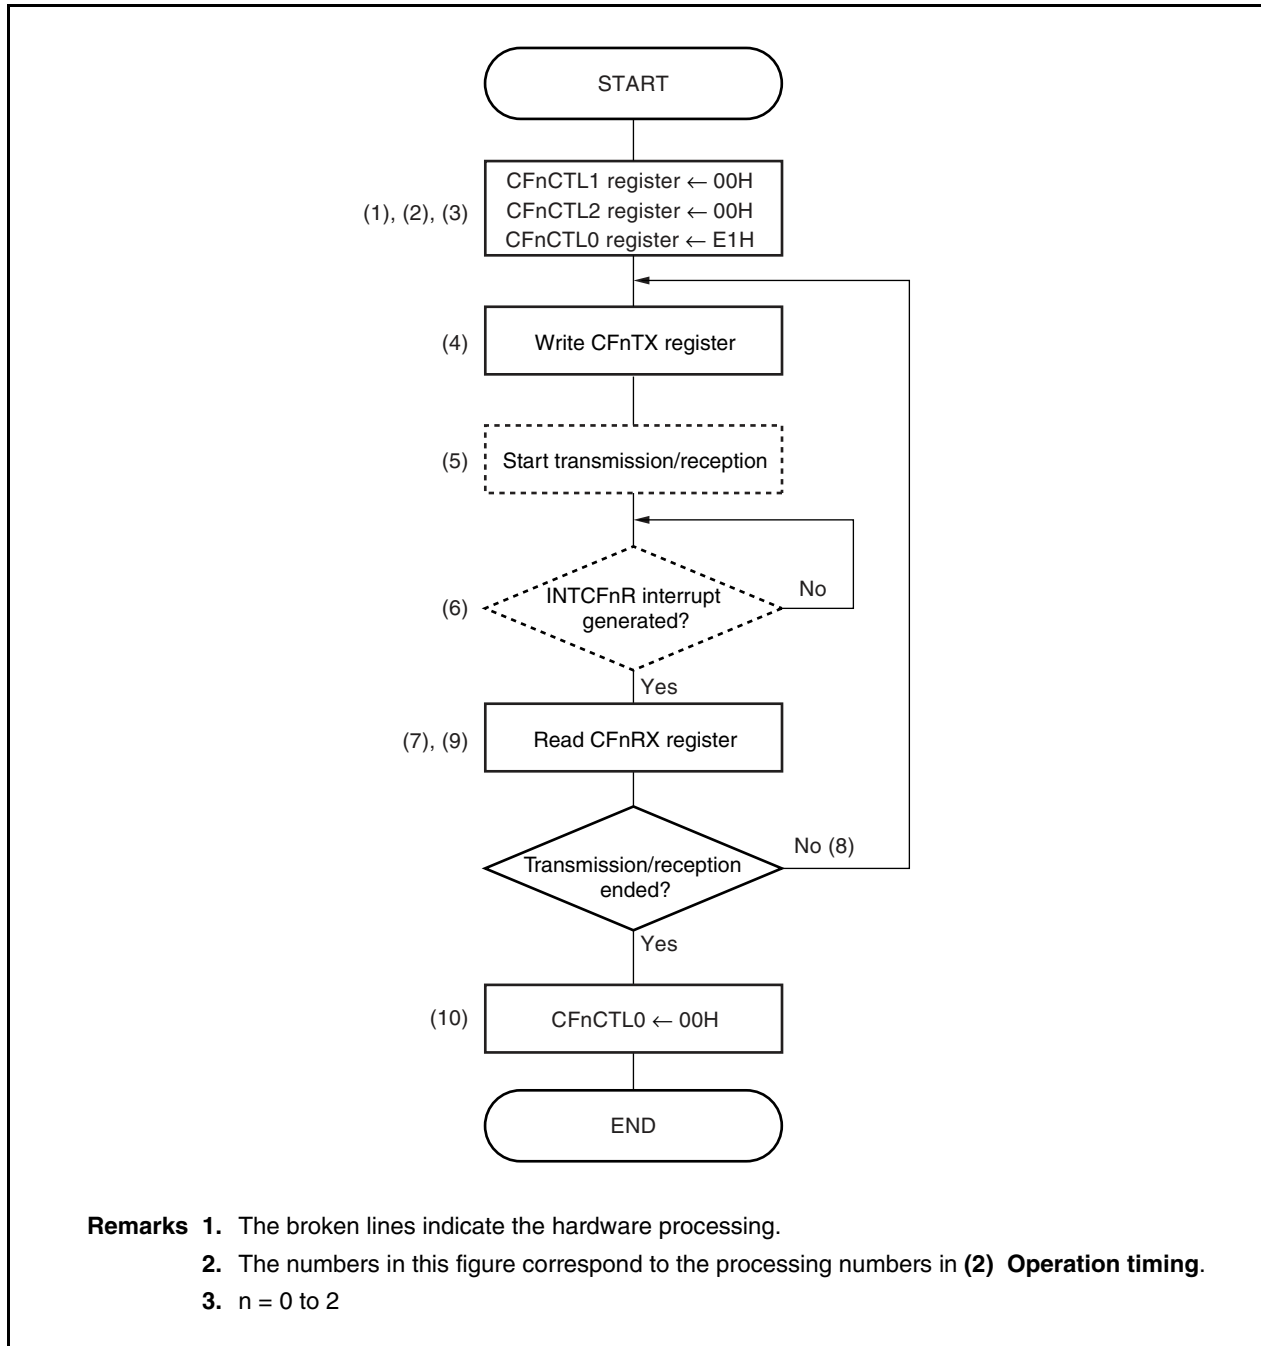 START
(1), (2), (3)
CFnCTL1 register ← 00H
CFnCTL2 register ← 00H
CFnCTL0 register ← E1H
(4)
Write CFnTX register
(5)
Start transmission/reception
(6)
INTCFnR interrupt
generated?
No
Yes
(7), (9)
Read CFnRX register
Transmission/reception
ended?
No (8)
Yes
(10)
CFnCTL0 ← 00H
END
Remarks 1. The broken lines indicate the hardware processing.
2. The numbers in this figure correspond to the processing numbers in (2) Operation timing.
3. n = 0 to 2